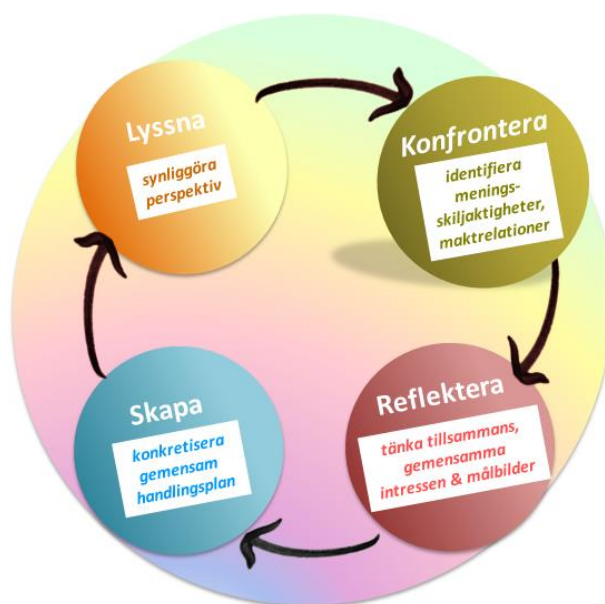 Lyssna
synliggöra
perspektiv
Konfrontera
identifiera
menings-
skiljaktigheter,
maktrelationer
Reflektera
tänka tillsammans,
gemensamma
intressen & målbilder
Skapa
konkretisera
gemensam
handlingsplan